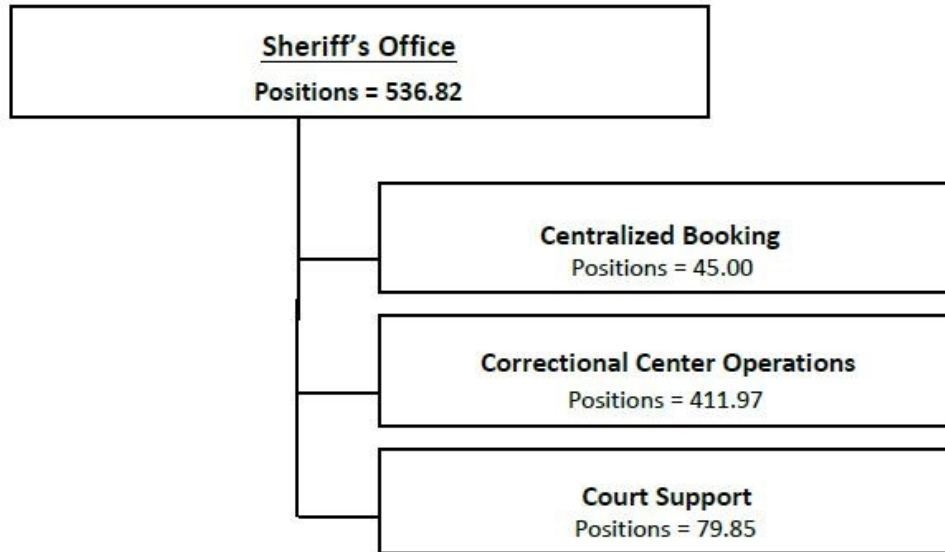 Sheriff’s Office
Positions = 536.82
Centralized Booking
Positions = 45.00
Correctional Center Operations
Positions = 411.97
Court Support
Positions = 79.85